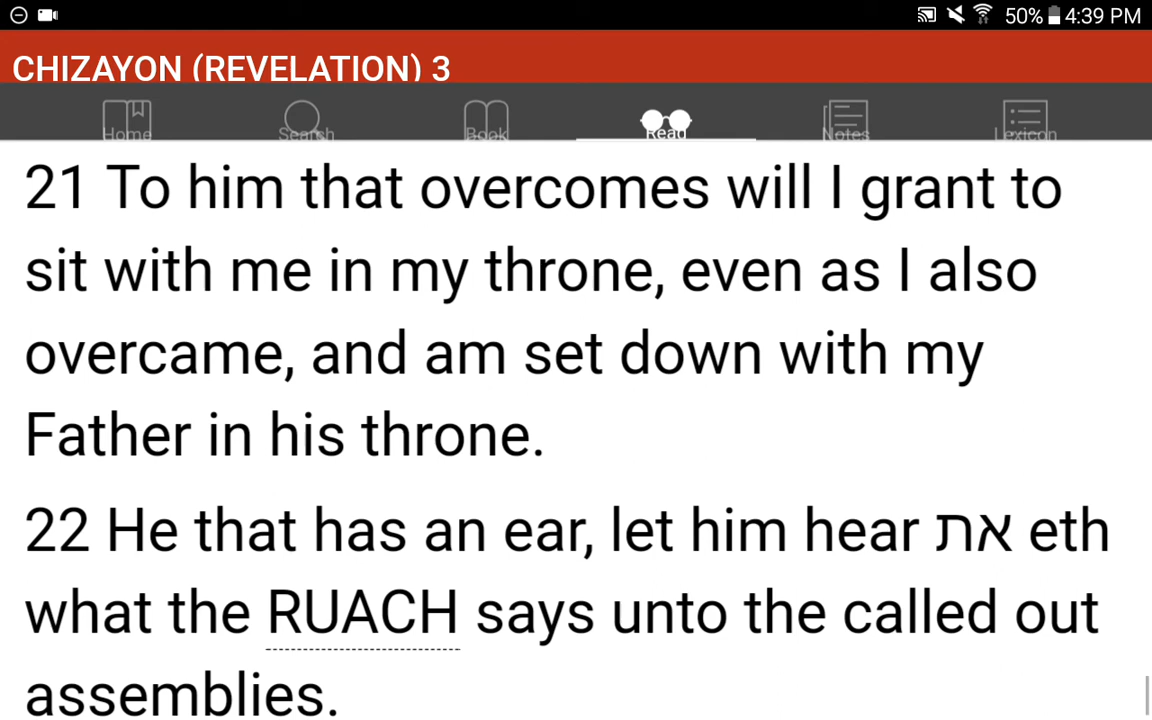 50% 4:39 PM
CHIZAYON (REVELATION) 3
Home Search Book Read Notes Lexicon
21 To him that overcomes will I grant to
sit with me in my throne, even as I also
overcame, and am set down with my
Father in his throne.
22 He that has an ear, let him hear את eth
what the RUACH says unto the called out
assemblies.